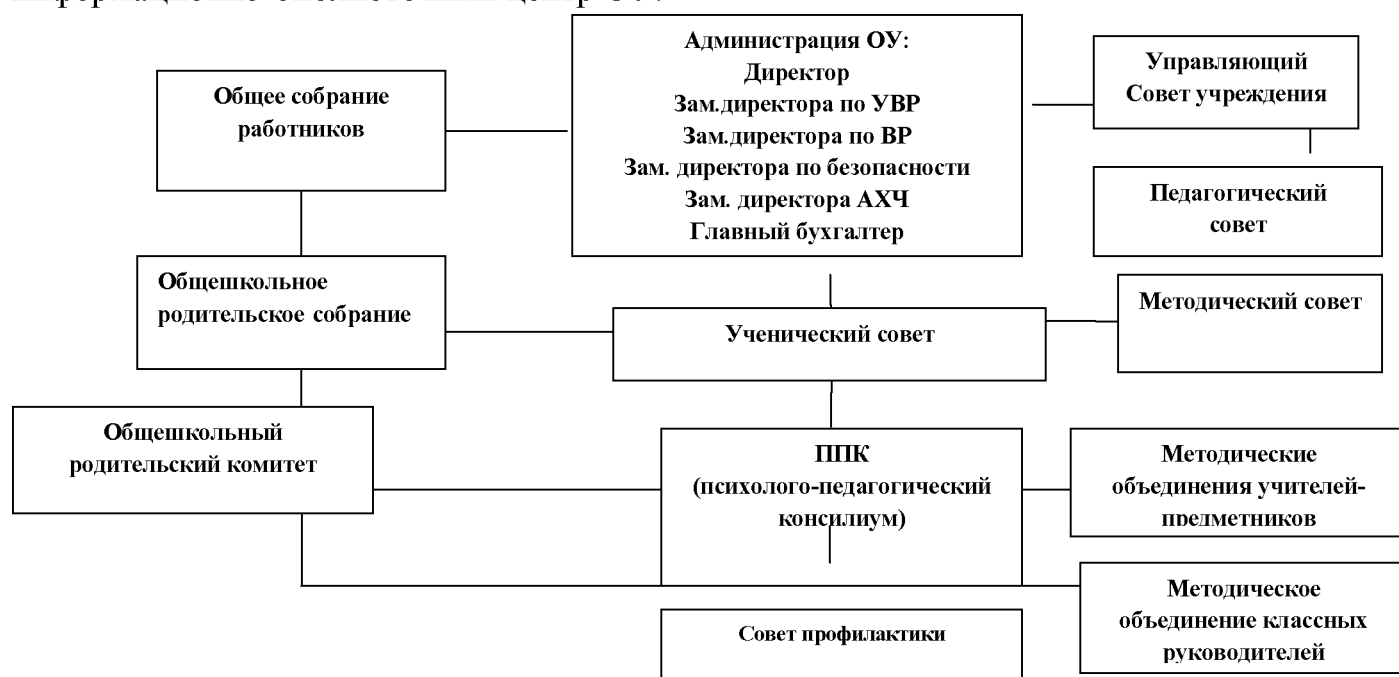 Администрация ОУ:
Директор
Зам.директора по УВР
Зам.директора по ВР
Зам. директора по безопасности
Зам. директора АХЧ
Главный бухгалтер
Управляющий
Совет учреждения
Общее собрание
работников
Педагогический
совет
Общешкольное
родительское собрание
Ученический совет
Методический совет
Общешкольный
родительский комитет
ППК
(психолого-педагогический
консилиум)
Методические
объединения учителей-
предметников
Методическое
объединение классных
руководителей
Совет профилактики